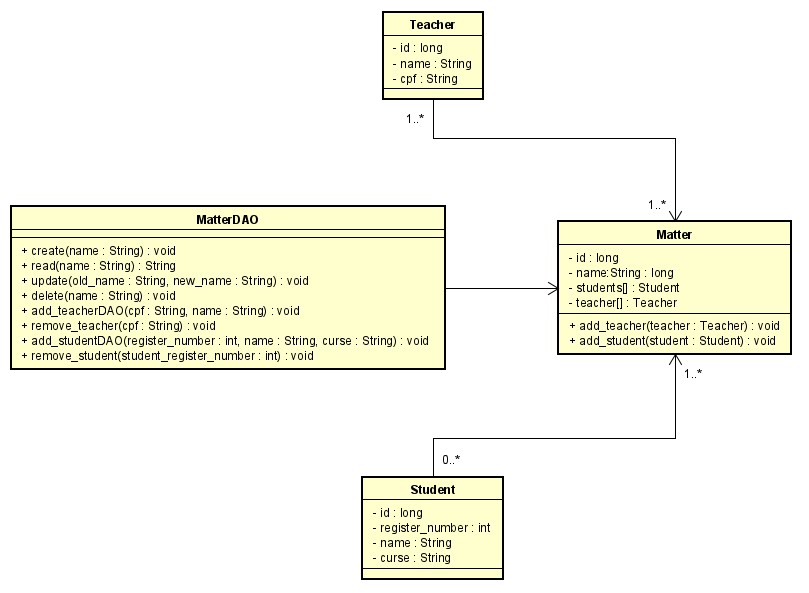 Teacher
- id : long
- name : String
- cpf : String
1..*
1..*
MatterDAO
+ create(name : String) : void
+ read(name : String) : String
+ update(old_name : String, new_name : String) : void
+ delete(name : String) : void
+ add_teacherDAO(cpf : String, name : String) : void
+ remove_teacher(cpf : String) : void
+ add_studentDAO(register_number : int, name : String, curse : String) : void
+ remove_student(student_register_number : int) : void
Matter
- id : long
- name:String : long
- students[] : Student
- teacher[] : Teacher
+ add_teacher(teacher : Teacher) : void
+ add_student(student : Student) : void
1..*
0..*
Student
- id : long
- register_number : int
- name : String
- curse : String